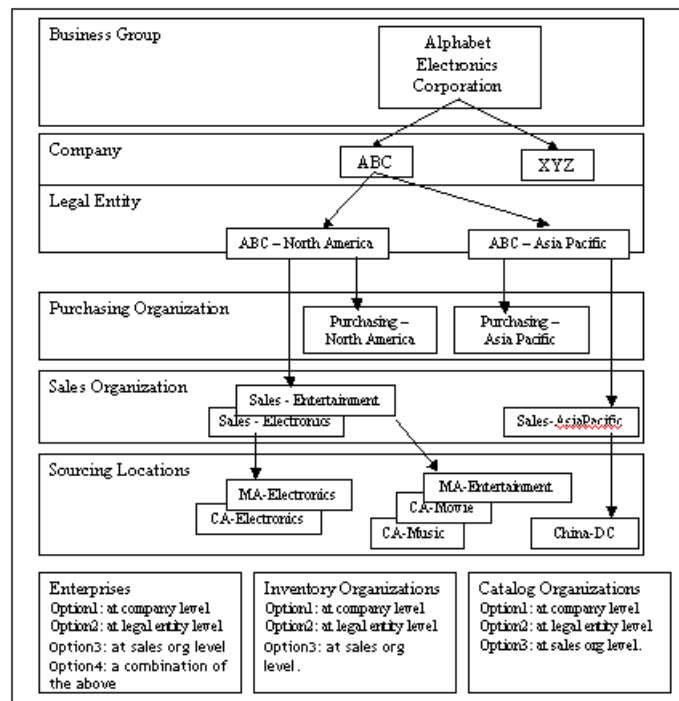 Business Group
Alphabet
Electronics
Corporation
Company
ABC
XYZ
Legal Entity
ABC – North America
ABC – Asia Pacific
Purchasing Organization
Purchasing –
North America
Purchasing –
Asia Pacific
Sales Organization
Sales - Entertainment
Sales - Electronics
Sales-AsiaPacific
Sourcing Locations
MA-Electronics
CA-Electronics
MA-Entertainment
CA-Movie
CA-Music
China-DC
Enterprises
Option1: at company level
Option2: at legal entity level
Option3: at sales org level
Option4: a combination of
the above
Inventory Organizations
Option1: at company level
Option2: at legal entity level
Option3: at sales org
level.
Catalog Organizations
Option1: at company level
Option2: at legal entity level
Option3: at sales org level.